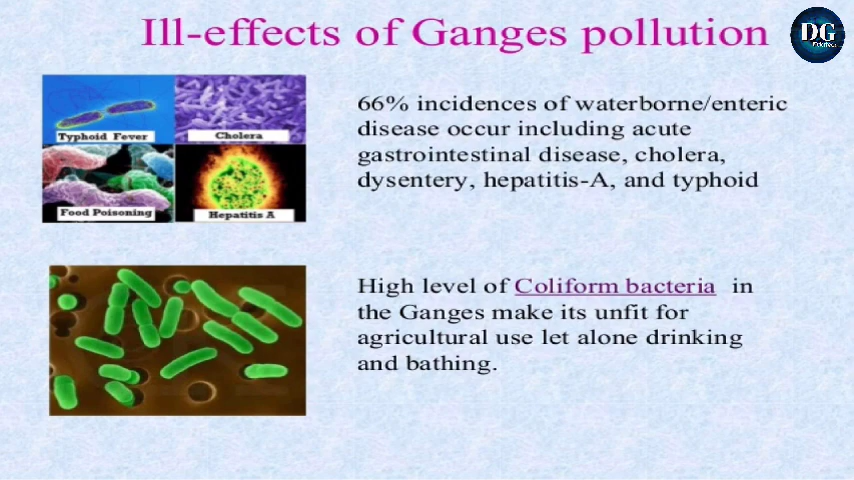 Ill-effects of Ganges pollution
DG
Typhoid Fever
Cholera
Food Poisoning
Hepatitis A
66% incidences of waterborne/enteric
disease occur including acute
gastrointestinal disease, cholera,
dysentery, hepatitis-A, and typhoid
High level of Coliform bacteria in
the Ganges make its unfit for
agricultural use let alone drinking
and bathing.